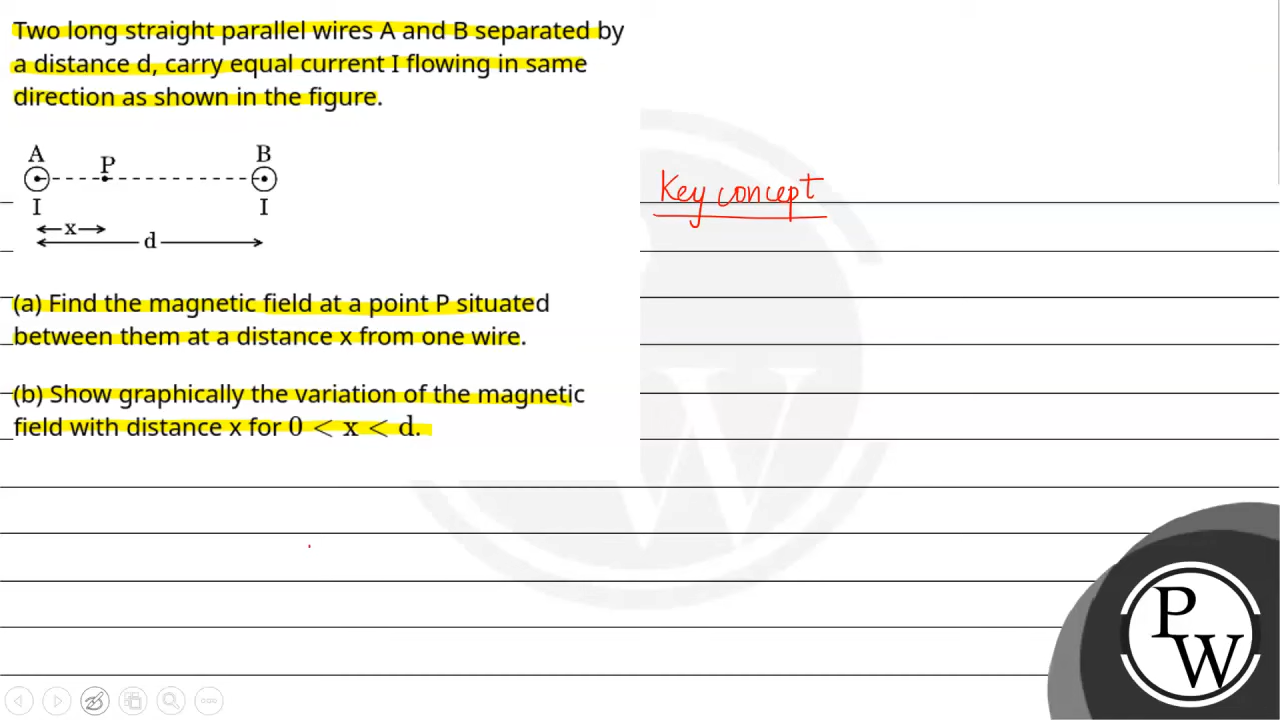 Two long straight parallel wires A and B separated by
a distance d, carry equal current I flowing in same
direction as shown in the figure.
A P B
I I
x
d
Key concept
(a) Find the magnetic field at a point P situated
between them at a distance x from one wire.
(b) Show graphically the variation of the magnetic
field with distance x for 0 < x < d.
P
W